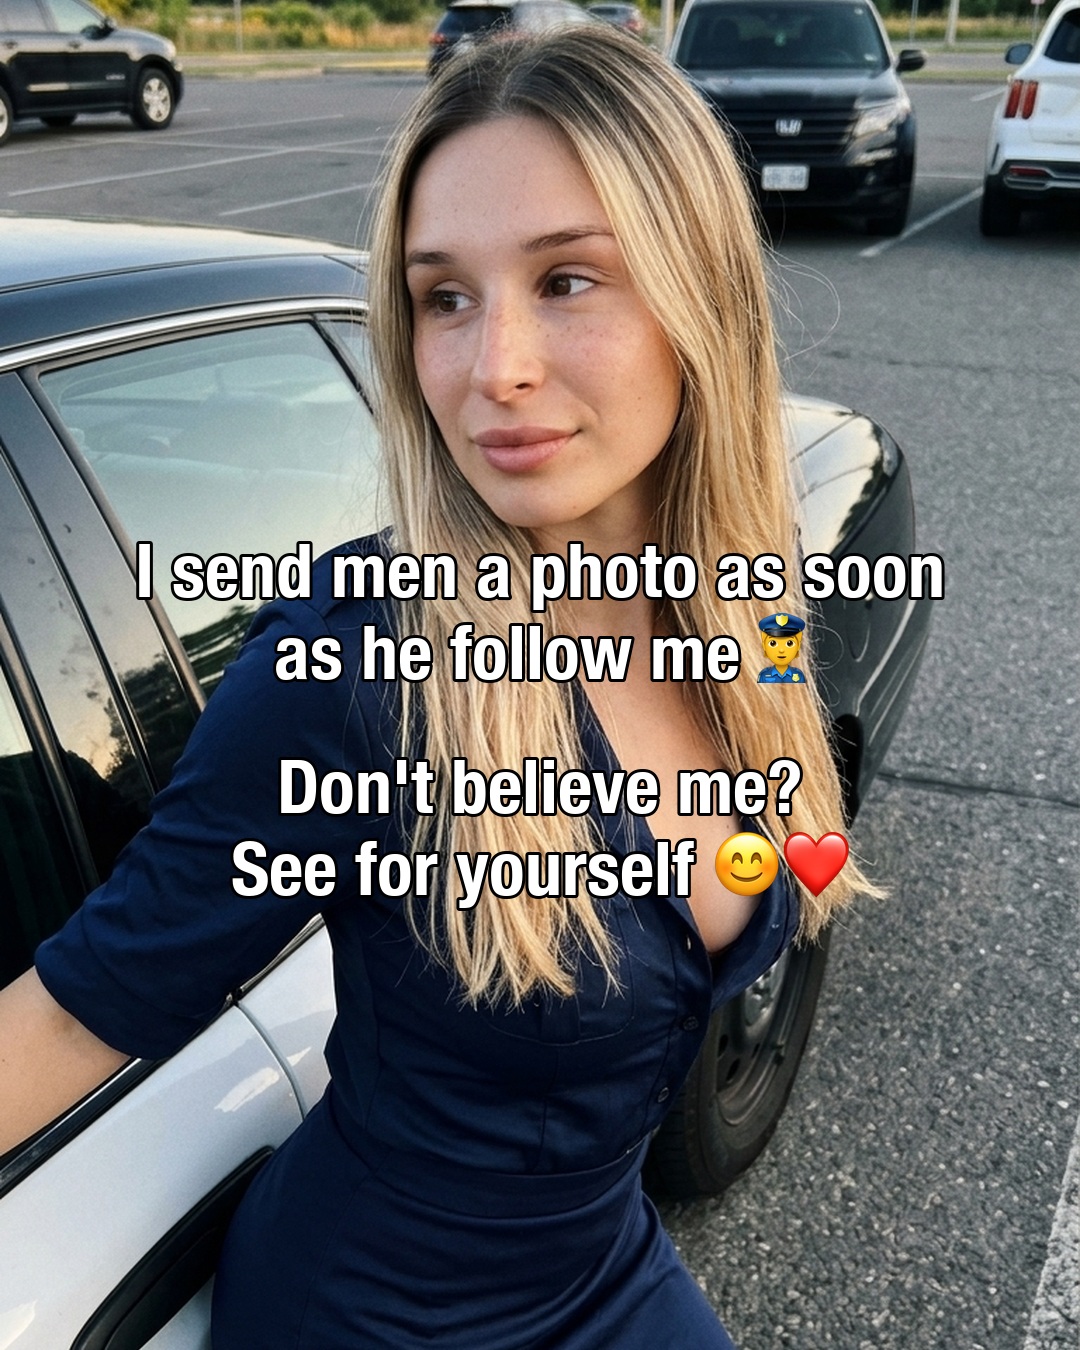 I send men a photo as soon
as he follow me👮
Don't believe me?
See for yourself 😊❤️